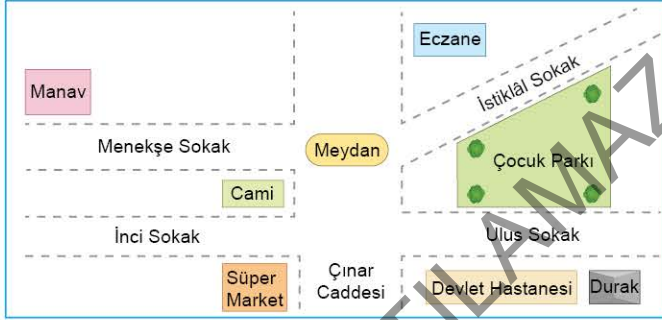 Eczane
İstiklâl Sokak
Manav
Menekşe Sokak
Meydan
Çocuk Parkı
Cami
İnci Sokak
Ulus Sokak
Süper
Market
Çınar
Caddesi
Devlet Hastanesi
Durak